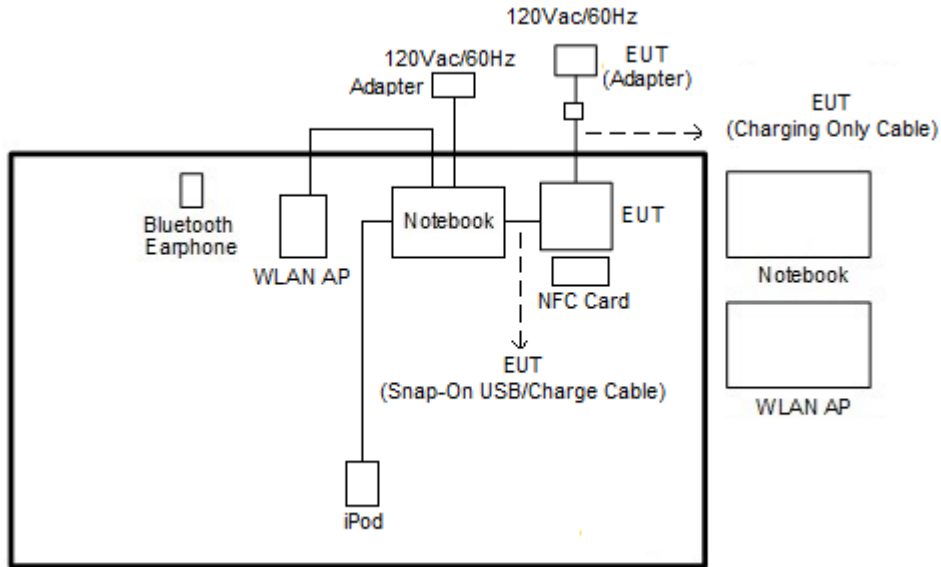 120Vac/60Hz
120Vac/60Hz
Adapter
EUT
(Adapter)
EUT
(Charging Only Cable)
Bluetooth
Earphone
WLAN AP
Notebook
EUT
NFC Card
Notebook
EUT
(Snap-On USB/Charge Cable)
WLAN AP
iPod